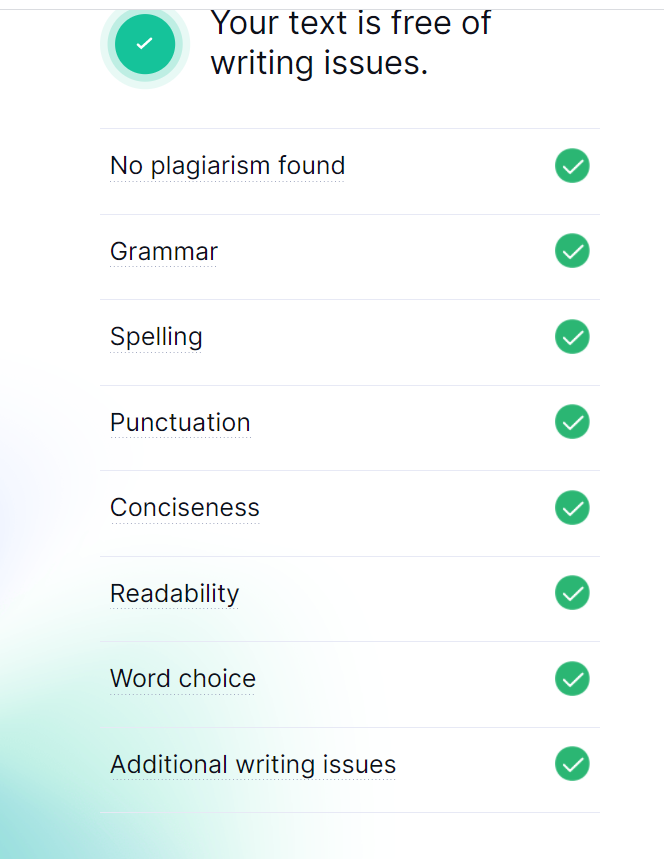 Your text is free of
writing issues.
No plagiarism found
Grammar
Spelling
Punctuation
Conciseness
Readability
Word choice
Additional writing issues